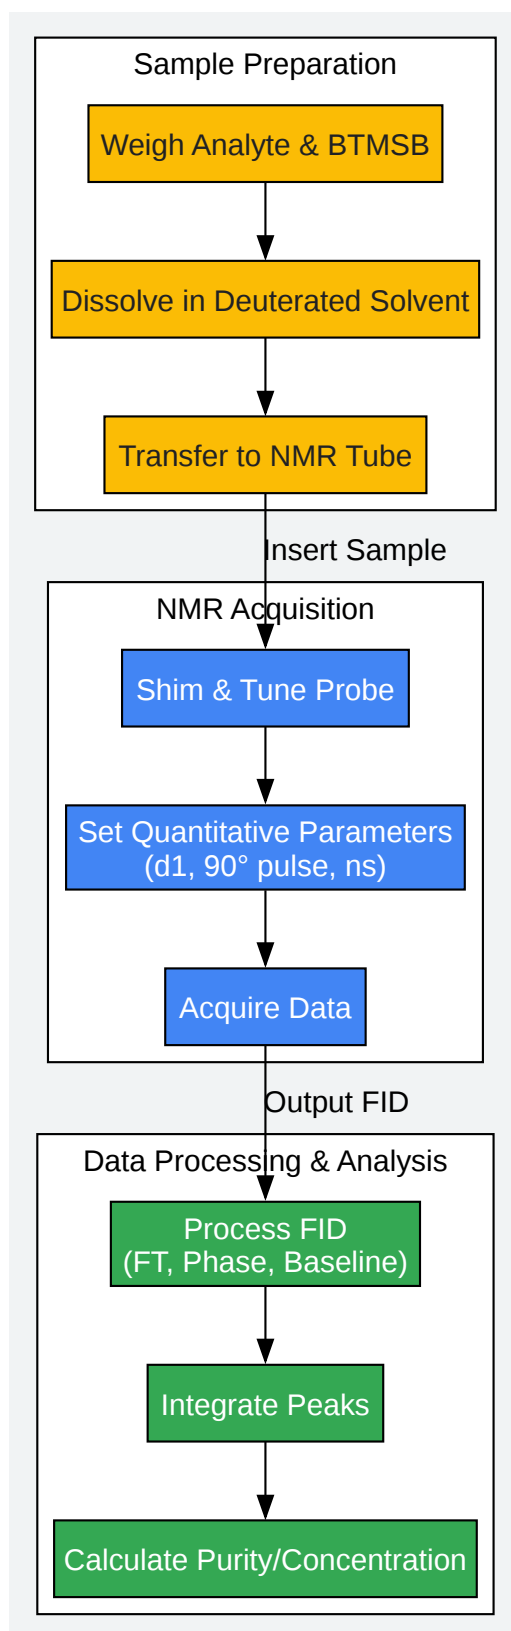 Sample Preparation
Weigh Analyte & BTMSB
Dissolve in Deuterated Solvent
Transfer to NMR Tube
Insert Sample
NMR Acquisition
Shim & Tune Probe
Set Quantitative Parameters
(d1, 90° pulse, ns)
Acquire Data
Output FID
Data Processing & Analysis
Process FID
(FT, Phase, Baseline)
Integrate Peaks
Calculate Purity/Concentration